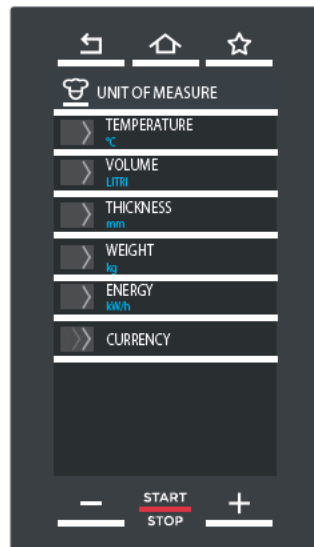 UNIT OF MEASURE
TEMPERATURE
°C
VOLUME
LITRI
THICKNESS
mm
WEIGHT
kg
ENERGY
kW/h
CURRENCY
START
STOP